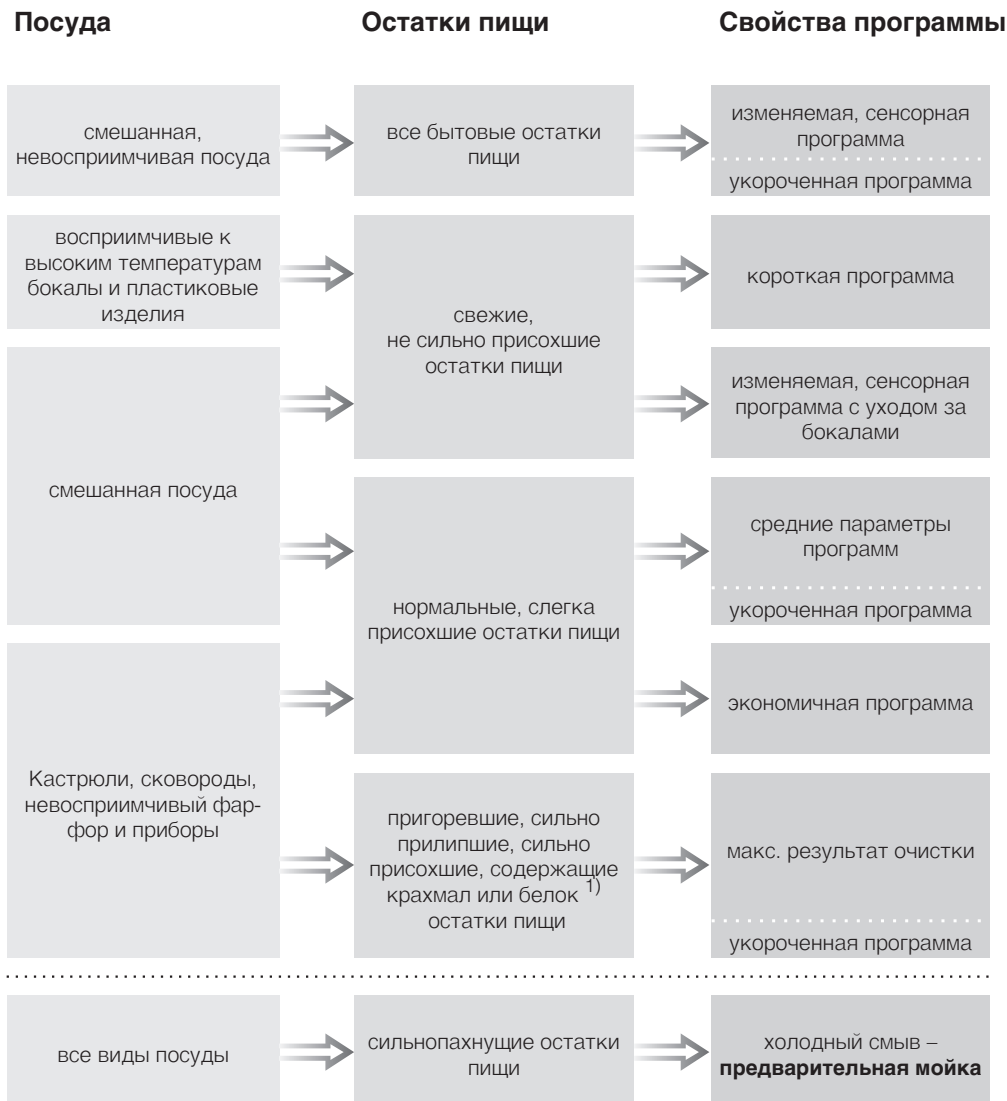 Посуда Остатки пищи Свойства программы
смешанная,
невосприимчивая посуда
все бытовые остатки
пищи
изменяемая, сенсорная
программа
укороченная программа
восприимчивые к
высоким температурам
бокалы и пластиковые
изделия
свежие,
не сильно присохшие
остатки пищи
короткая программа
изменяемая, сенсорная
программа с уходом за
бокалами
смешанная посуда
нормальные, слегка
присохшие остатки пищи
средние параметры
программ
укороченная программа
экономичная программа
Кастрюли, сковороды,
невосприимчивый фар-
фор и приборы
пригоревшие, сильно
прилипшие, сильно
присохшие, содержащие
крахмал или белок 1)
остатки пищи
макс. результат очистки
укороченная программа
все виды посуды
сильнопахнущие остатки
пищи
холодный смыв –
предварительная мойка